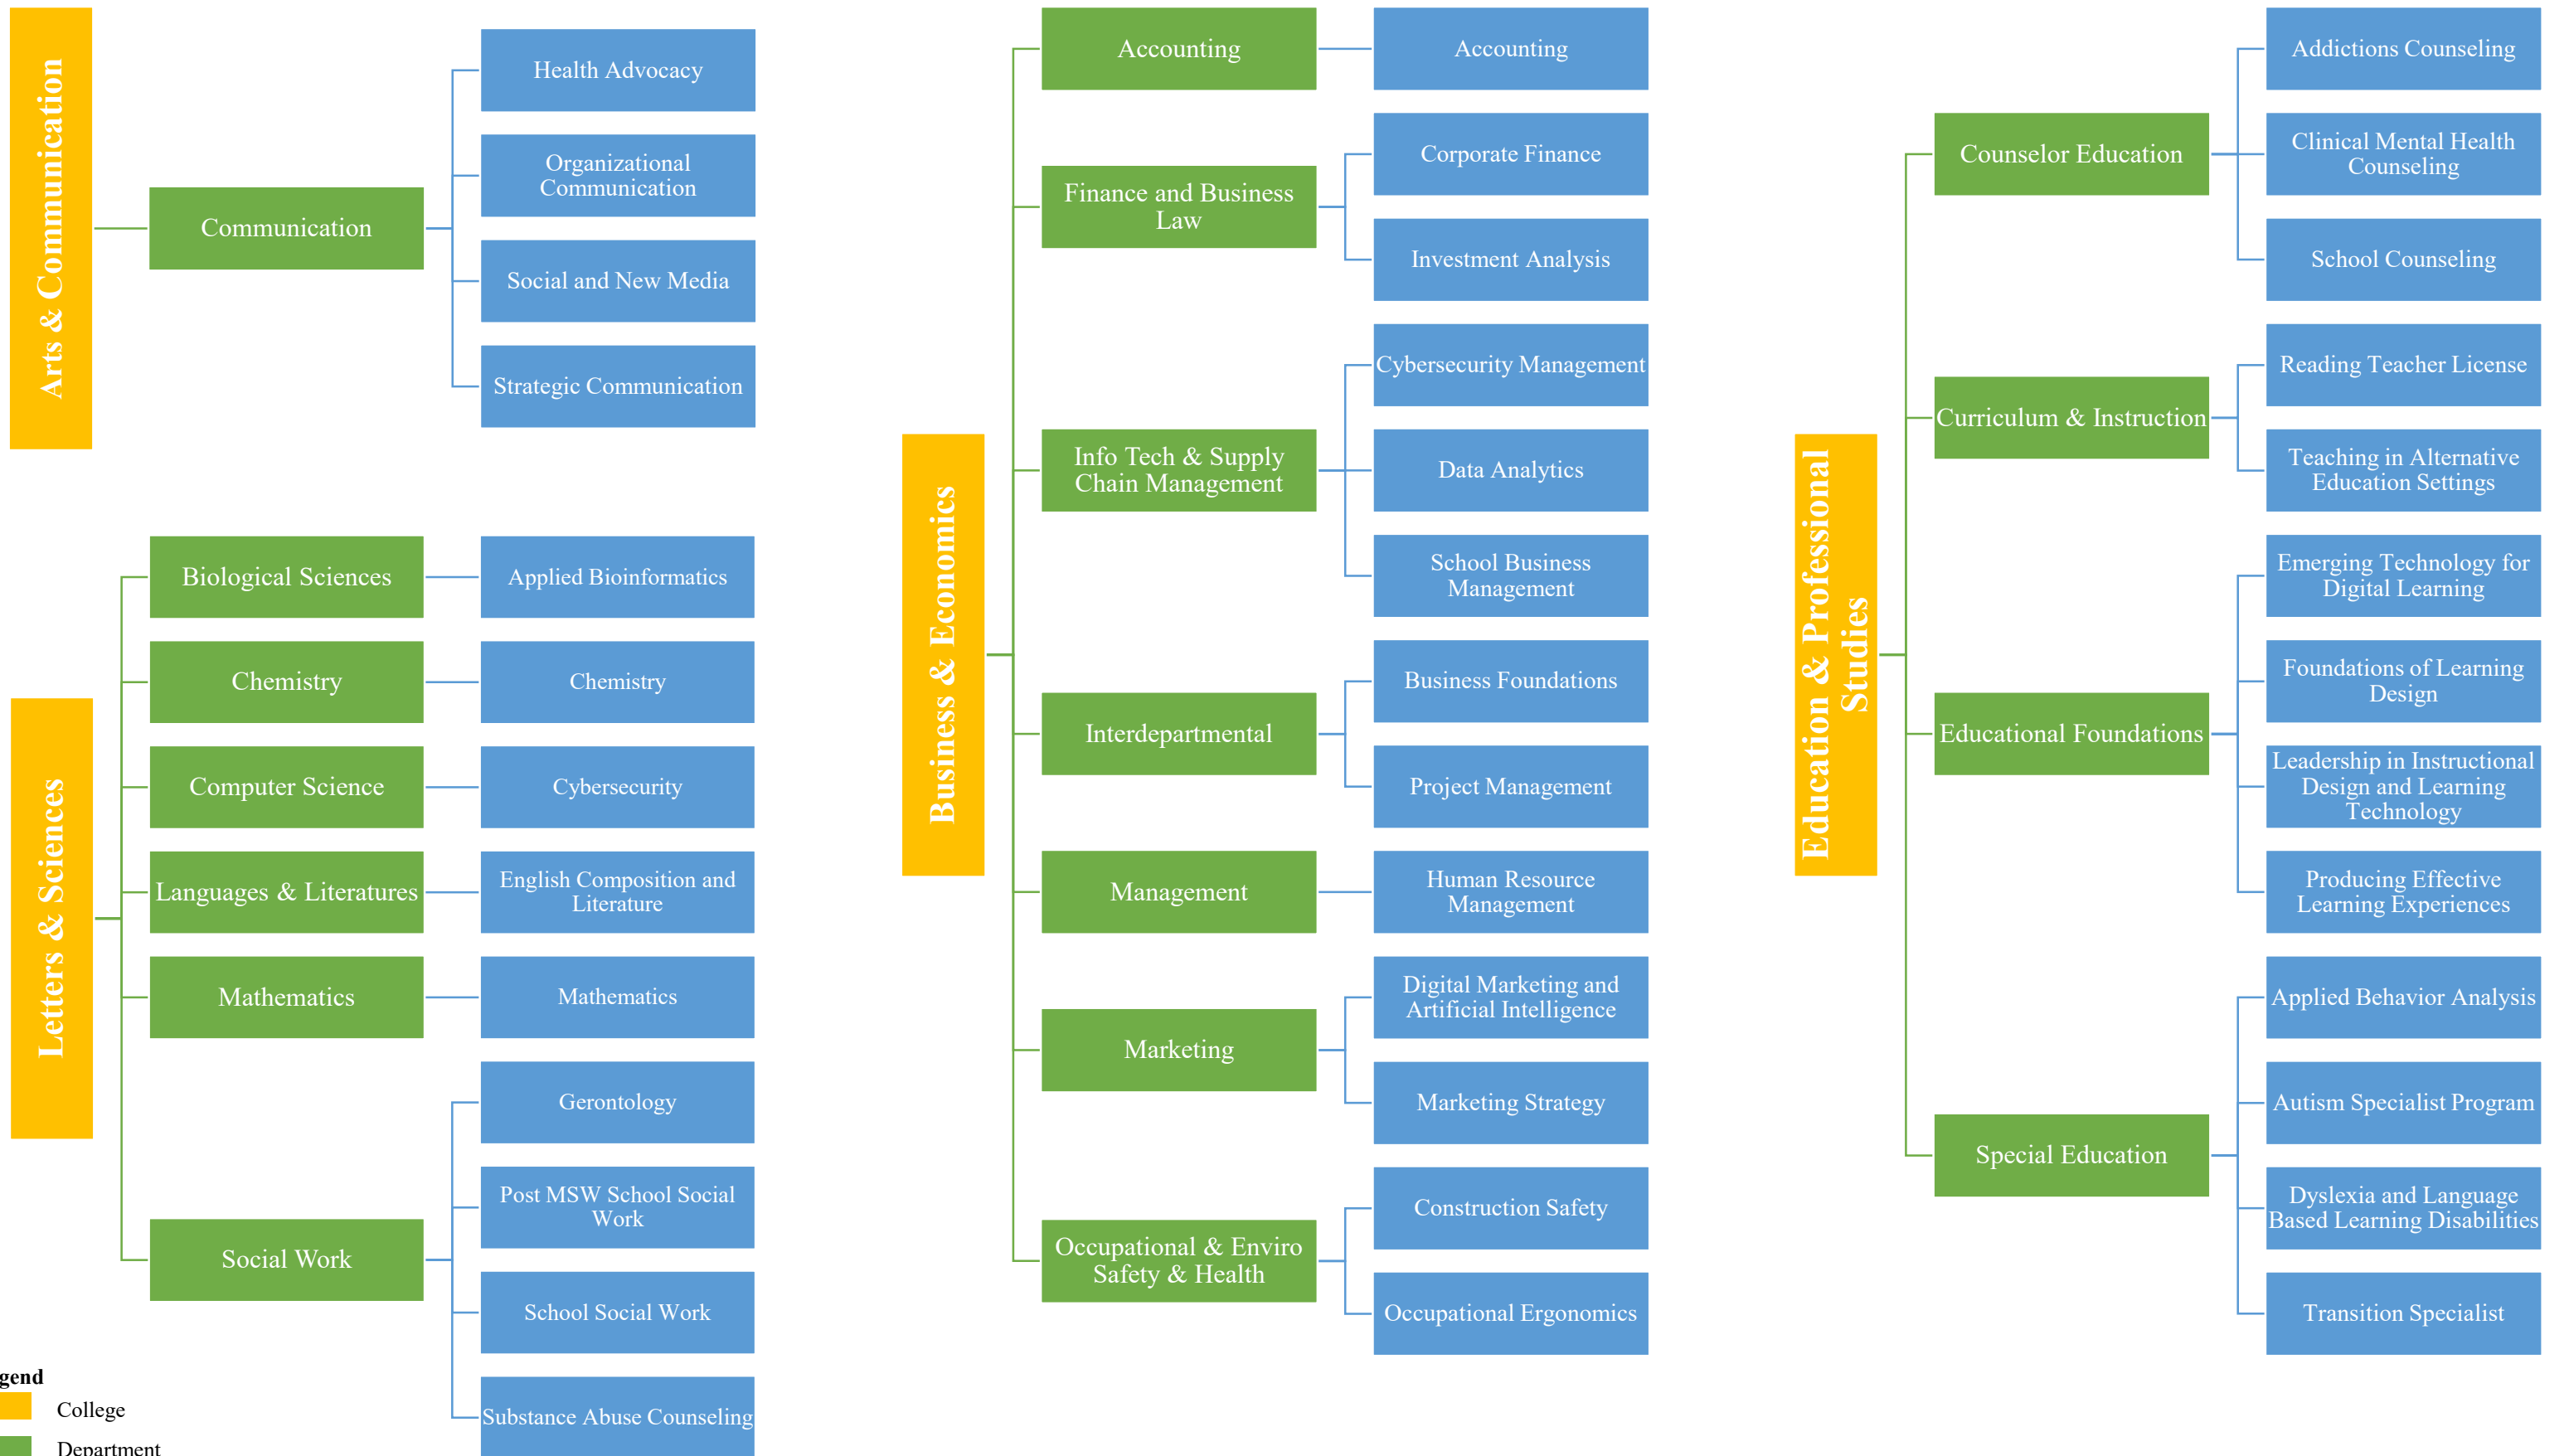 Arts & Communication
Communication
Health Advocacy
Organizational
Communication
Social and New Media
Strategic Communication
Letters & Sciences
Biological Sciences
Applied Bioinformatics
Chemistry
Chemistry
Computer Science
Cybersecurity
Languages & Literatures
English Composition and
Literature
Mathematics
Mathematics
Social Work
Gerontology
Post MSW School Social
Work
School Social Work
Substance Abuse Counseling
gend
College
Department
Business & Economics
Accounting
Accounting
Finance and Business
Law
Corporate Finance
Investment Analysis
Info Tech & Supply
Chain Management
Cybersecurity Management
Data Analytics
School Business
Management
Interdepartmental
Business Foundations
Project Management
Management
Human Resource
Management
Marketing
Digital Marketing and
Artificial Intelligence
Marketing Strategy
Occupational & Enviro
Safety & Health
Construction Safety
Occupational Ergonomics
Education & Professional
Studies
Counselor Education
Addictions Counseling
Clinical Mental Health
Counseling
School Counseling
Curriculum & Instruction
Reading Teacher License
Teaching in Alternative
Education Settings
Educational Foundations
Emerging Technology for
Digital Learning
Foundations of Learning
Design
Leadership in Instructional
Design and Learning
Technology
Producing Effective
Learning Experiences
Special Education
Applied Behavior Analysis
Autism Specialist Program
Dyslexia and Language
Based Learning Disabilities
Transition Specialist